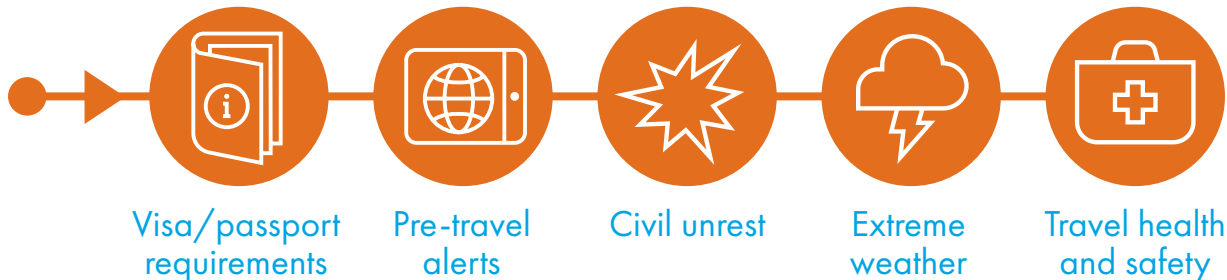 i
Visa/passport
requirements
Pre-travel
alerts
Civil unrest
Extreme
weather
Travel health
and safety